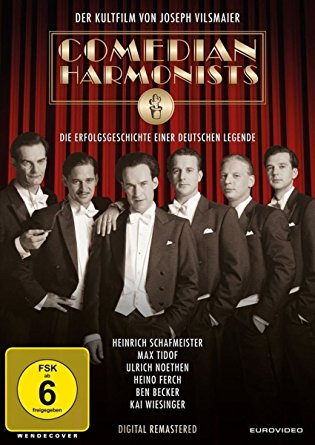 DER KULTFILM VON JOSEPH VILSMAIER
COMEDIAN
HARMONISTS
DIE ERFOLGSGESCHICHTE EINER DEUTSCHEN LEGENDE
HEINRICH SCHAFMEISTER
MAX TIDOF
ULRICH NOETHEN
HEINO FERCH
BEN BECKER
KAI WIESINGER
FSK
ab
6
freigegeben
WENDECOVER
DIGITAL REMASTERED
EUROVIDEO